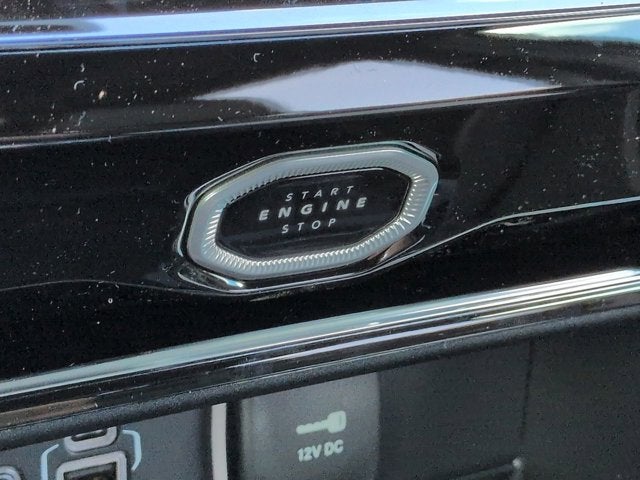 START
ENGINE
STOP
12V DC